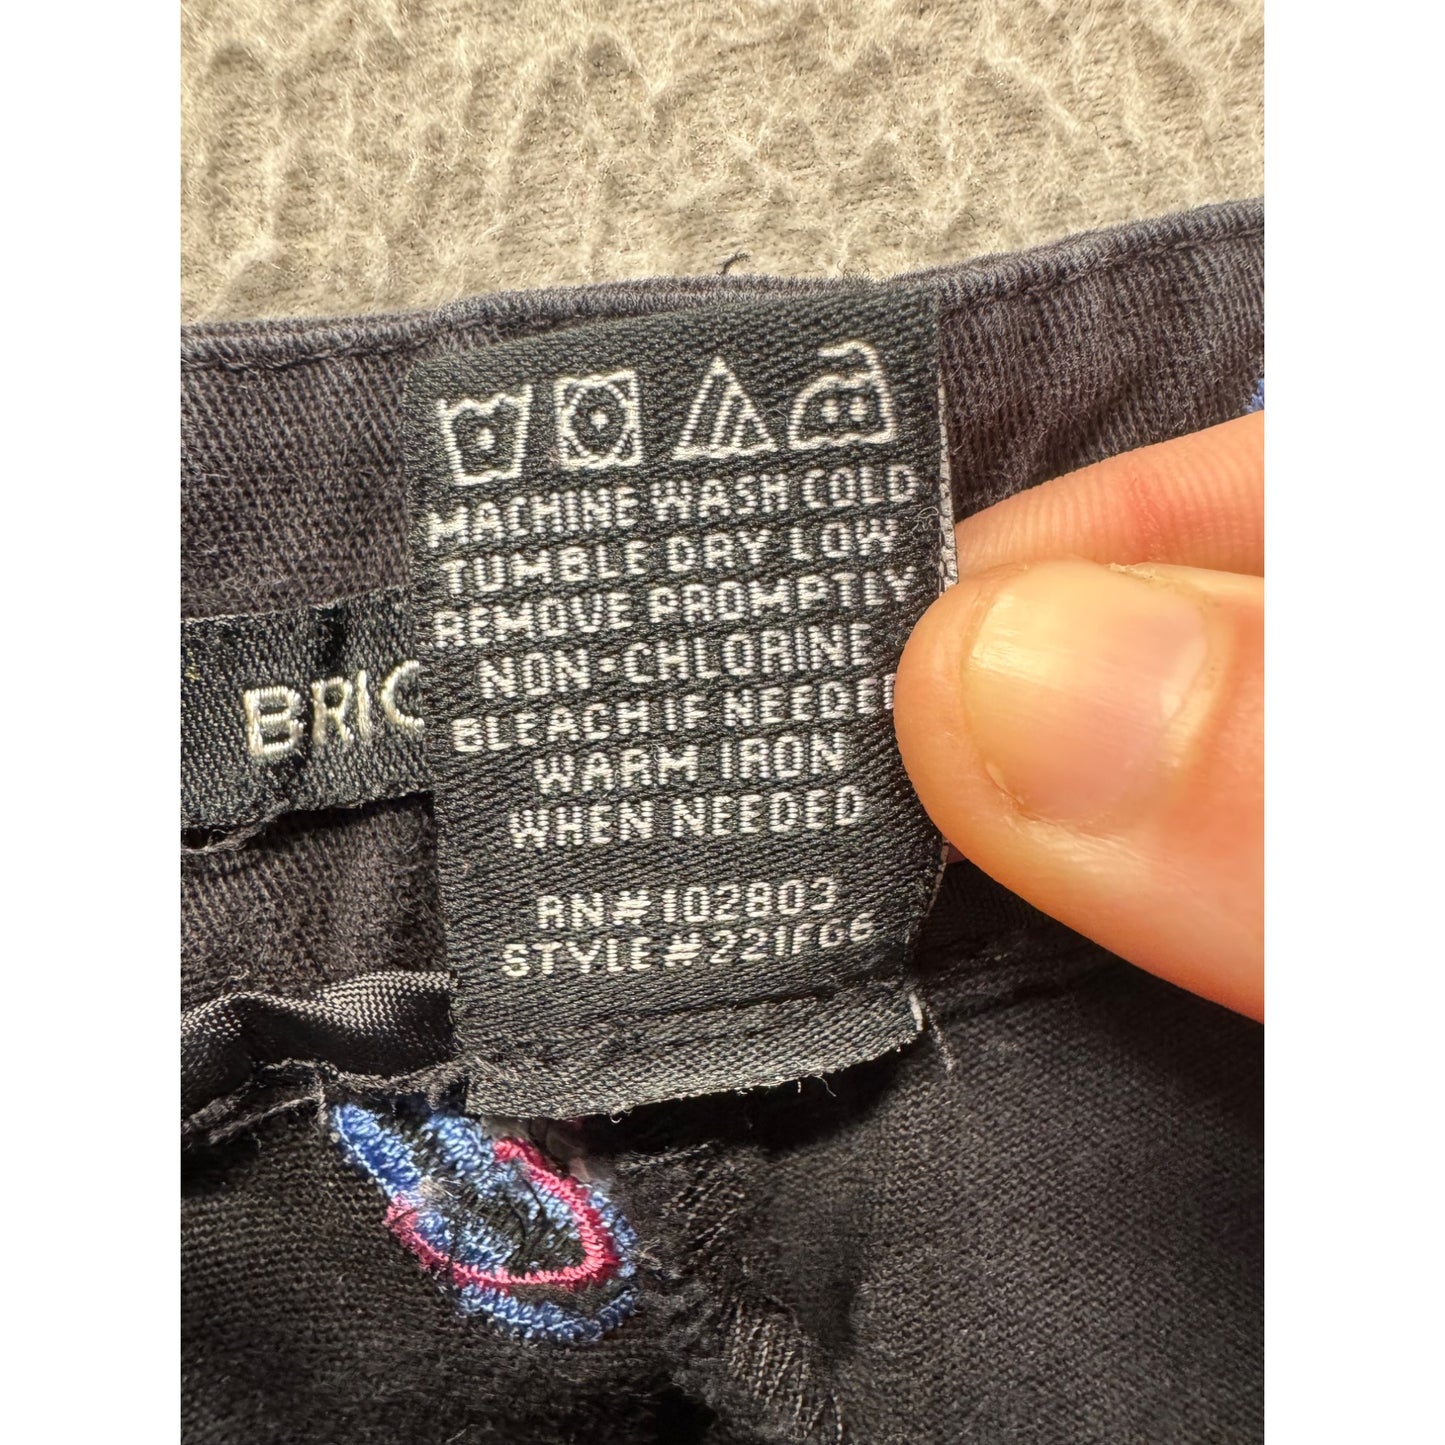 MACHINE WASH COLD
TUMBLE DRY LOW
REMOVE PROMPTLY
NON-CHLORINE
BLEACH IF NEEDED
WARM IRON
WHEN NEEDED
RN#102803
STYLE#221FG6
BRIC